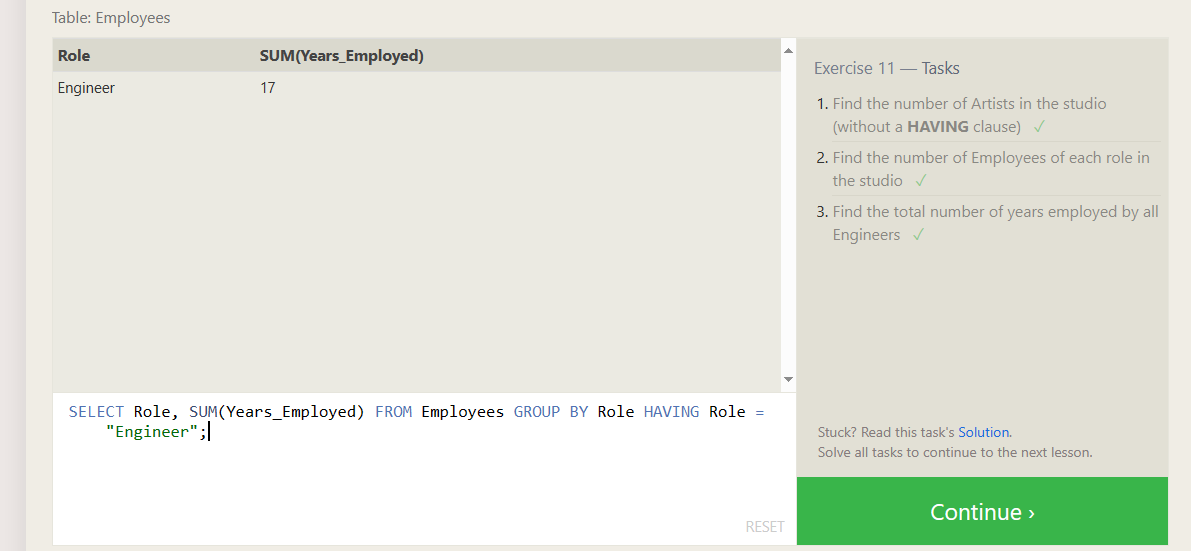 Table: Employees
Role SUM(Years_Employed)
Engineer 17
SELECT Role, SUM(Years_Employed) FROM Employees GROUP BY Role HAVING Role =
"Engineer";
RESET
Exercise 11 — Tasks
1. Find the number of Artists in the studio
(without a HAVING clause) ✓
2. Find the number of Employees of each role in
the studio ✓
3. Find the total number of years employed by all
Engineers ✓
Stuck? Read this task's Solution.
Solve all tasks to continue to the next lesson.
Continue ›